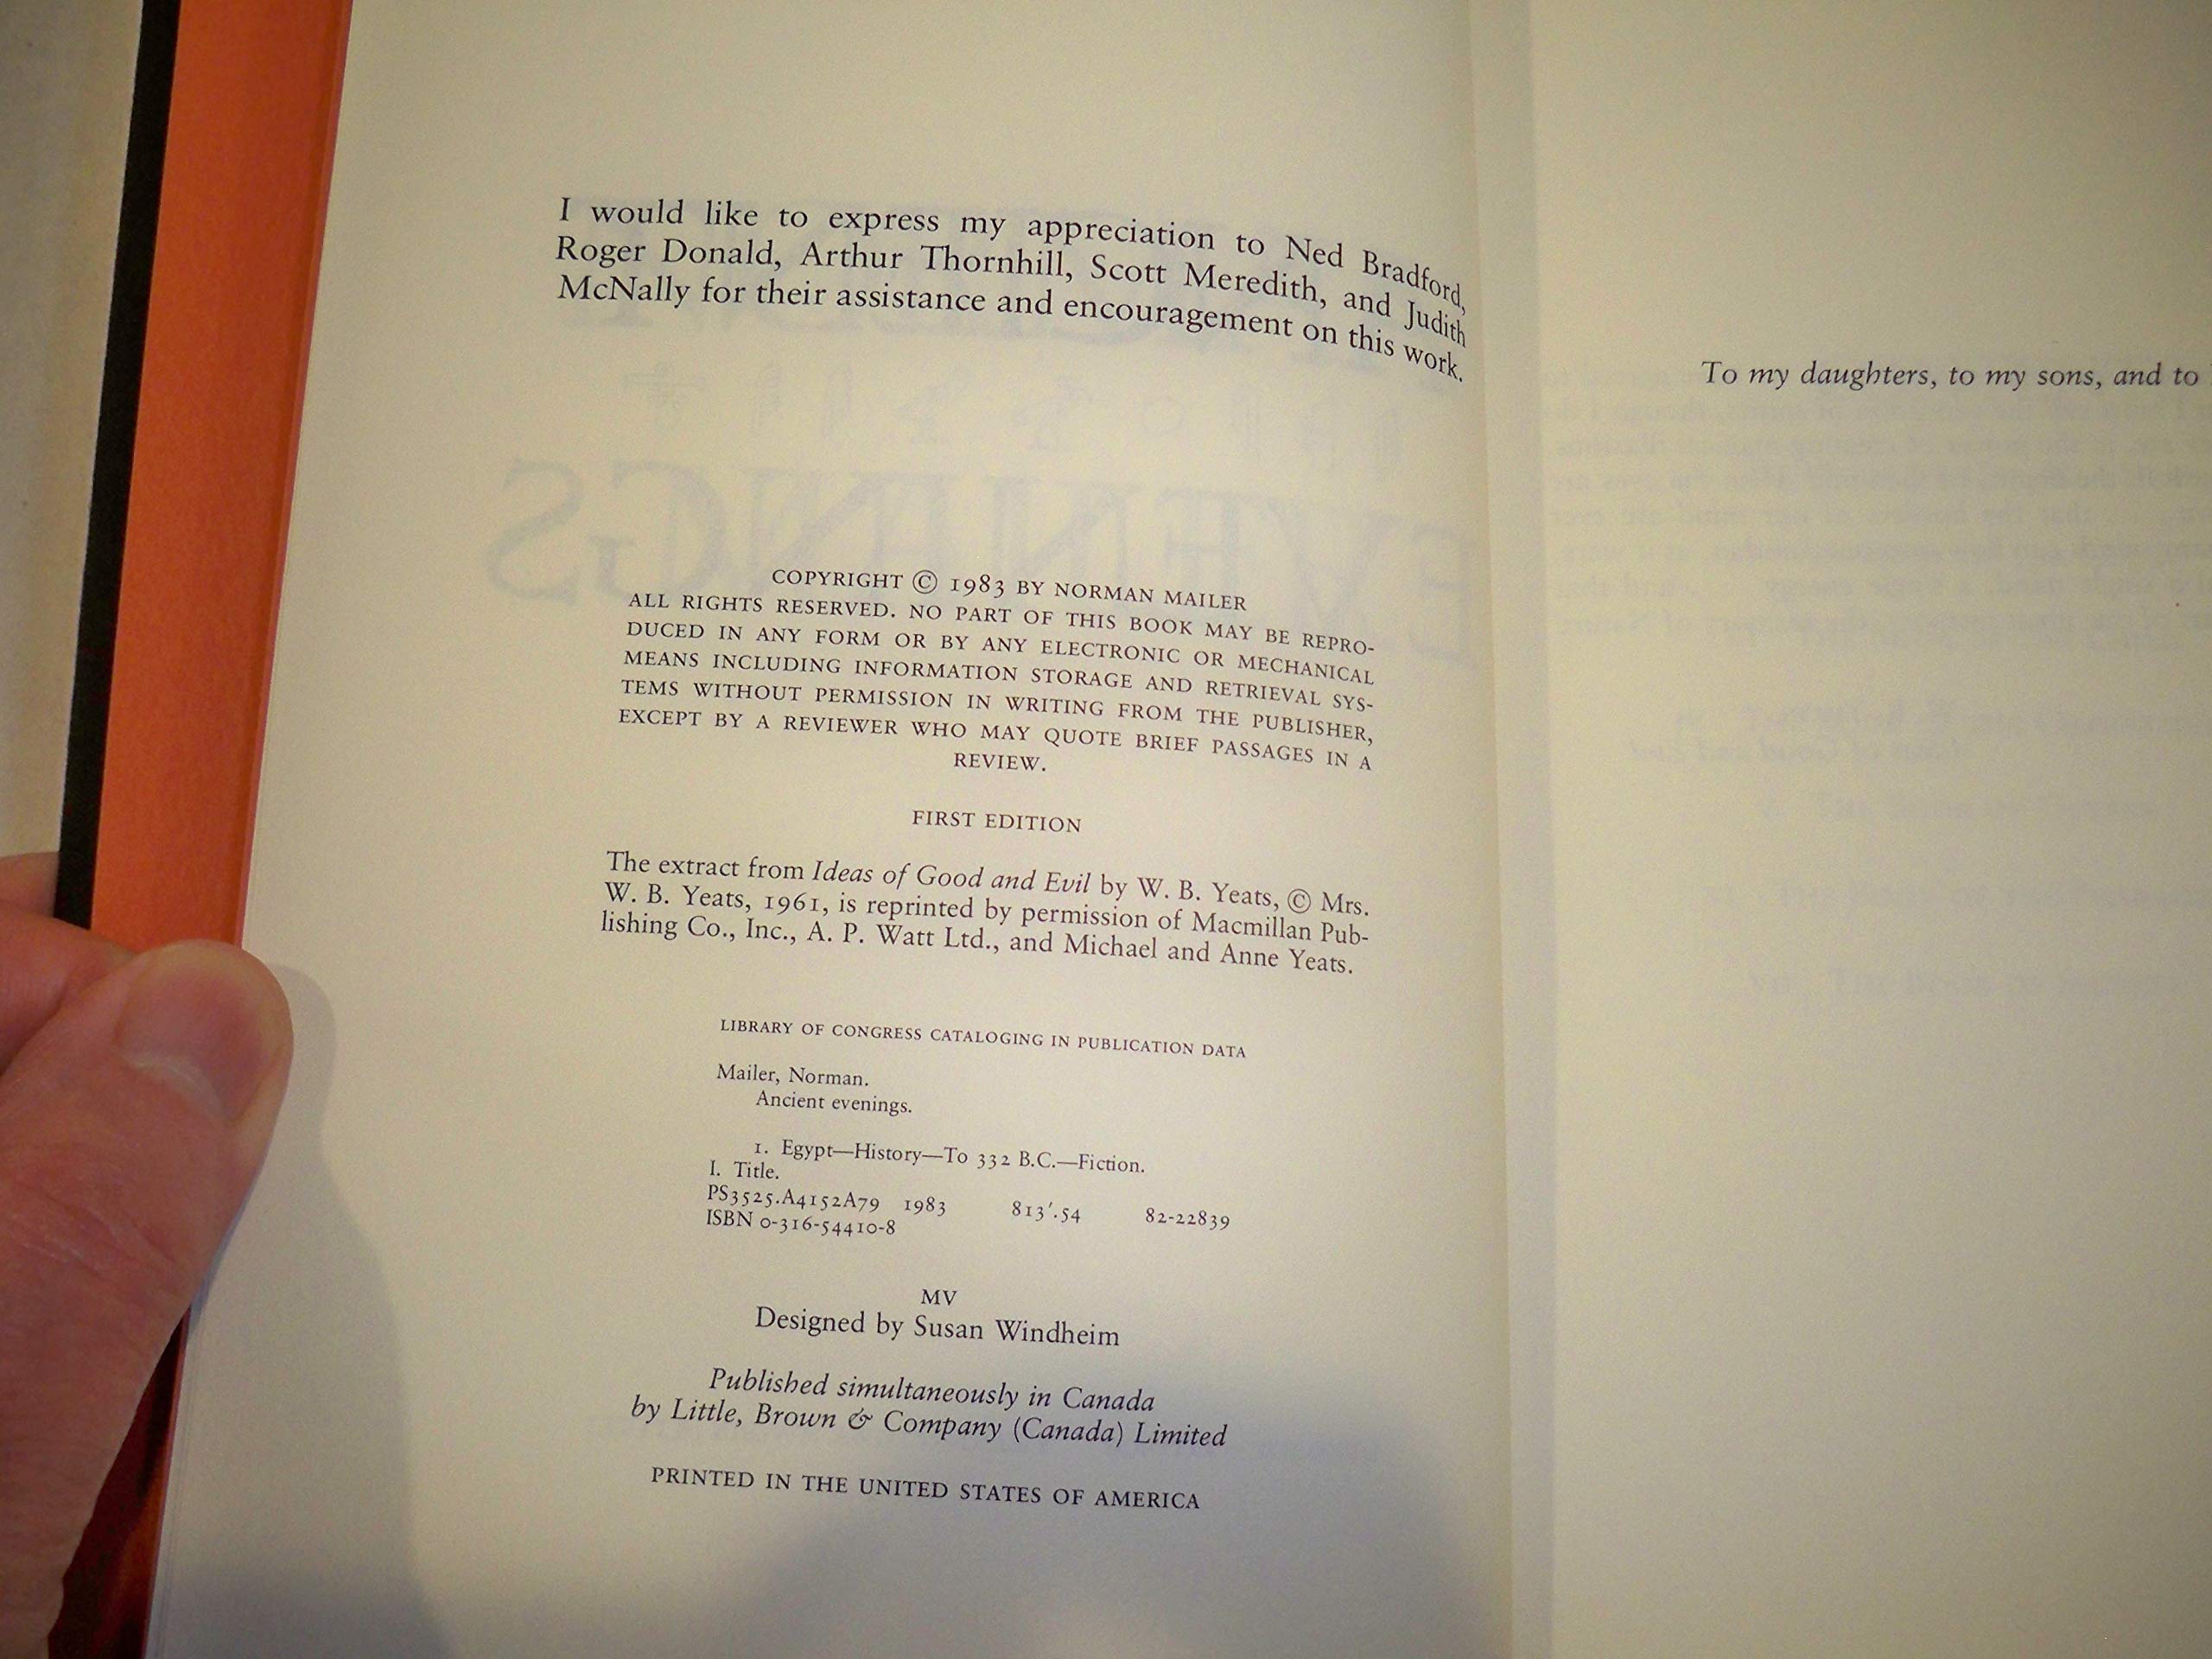 I would like to express my appreciation to Ned Bradford,
Roger Donald, Arthur Thornhill, Scott Meredith, and Judith
McNally for their assistance and encouragement on this work.
EVENINGS
COPYRIGHT © 1983 BY NORMAN MAILER
ALL RIGHTS RESERVED. NO PART OF THIS BOOK MAY BE REPRO-
DUCED IN ANY FORM OR BY ANY ELECTRONIC OR MECHANICAL
MEANS INCLUDING INFORMATION STORAGE AND RETRIEVAL SYS-
TEMS WITHOUT PERMISSION IN WRITING FROM THE PUBLISHER,
EXCEPT BY A REVIEWER WHO MAY QUOTE BRIEF PASSAGES IN A
REVIEW.
FIRST EDITION
The extract from Ideas of Good and Evil by W. B. Yeats, © Mrs.
W. B. Yeats, 1961, is reprinted by permission of Macmillan Pub-
lishing Co., Inc., A. P. Watt Ltd., and Michael and Anne Yeats.
LIBRARY OF CONGRESS CATALOGING IN PUBLICATION DATA
Mailer, Norman.
Ancient evenings.
1. Egypt—History—To 332 B.C.—Fiction.
I. Title.
PS3525.A4152A79 1983 813'.54 82-22839
ISBN 0-316-54410-8
MV
Designed by Susan Windheim
Published simultaneously in Canada
by Little, Brown & Company (Canada) Limited
PRINTED IN THE UNITED STATES OF AMERICA
To my daughters, to my sons, and to